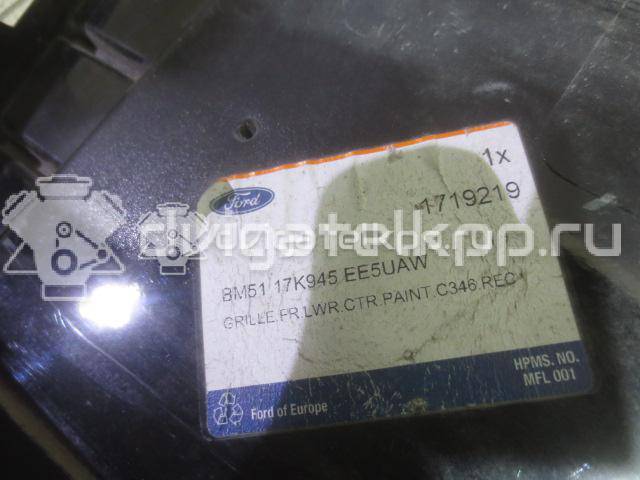 1x
Ford
1719219
dvigatelkpp.ru
BM51 17K945 EE5UAW
GRILLE.FR.LWR.CTR.PAINT.C346.REC
HPMS. NO.
MFL 001
Ford of Europe